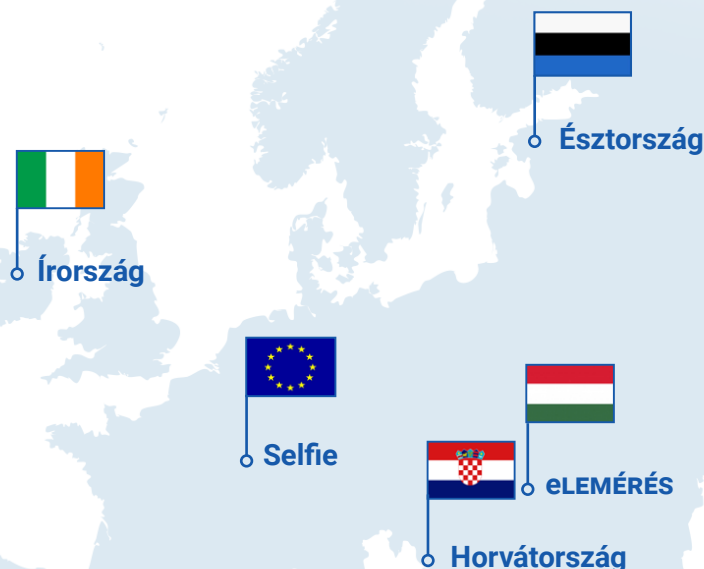 Észtország
Írország
Selfie
eLEMÉRÉS
Horvátország